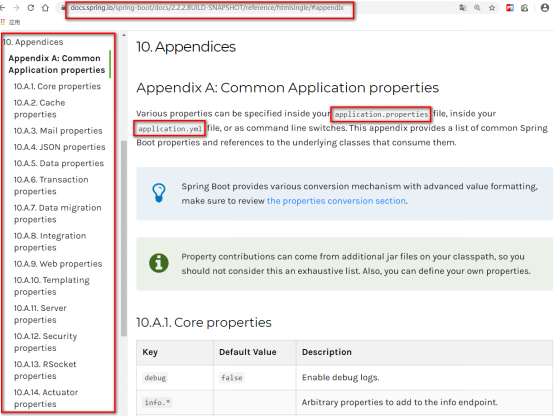 docs.spring.io/spring-boot/docs/2.2.2.BUILD-SNAPSHOT/reference/htmlsingle/#appendix
应用
10. Appendices
Appendix A: Common
Application properties
10.A.1. Core properties
10.A.2. Cache
properties
10.A.3. Mail properties
10.A.4. JSON properties
10.A.5. Data properties
10.A.6. Transaction
properties
10.A.7. Data migration
properties
10.A.8. Integration
properties
10.A.9. Web properties
10.A.10. Templating
properties
10.A.11. Server
properties
10.A.12. Security
properties
10.A.13. RSocket
properties
10.A.14. Actuator
properties
10. Appendices
Appendix A: Common Application properties
Various properties can be specified inside your application.properties file, inside your
application.yml file, or as command line switches. This appendix provides a list of common Spring
Boot properties and references to the underlying classes that consume them.
Spring Boot provides various conversion mechanism with advanced value formatting,
make sure to review the properties conversion section.
Property contributions can come from additional jar files on your classpath, so you
should not consider this an exhaustive list. Also, you can define your own properties.
10.A.1. Core properties
Key Default Value Description
debug false Enable debug logs.
info.* Arbitrary properties to add to the info endpoint.